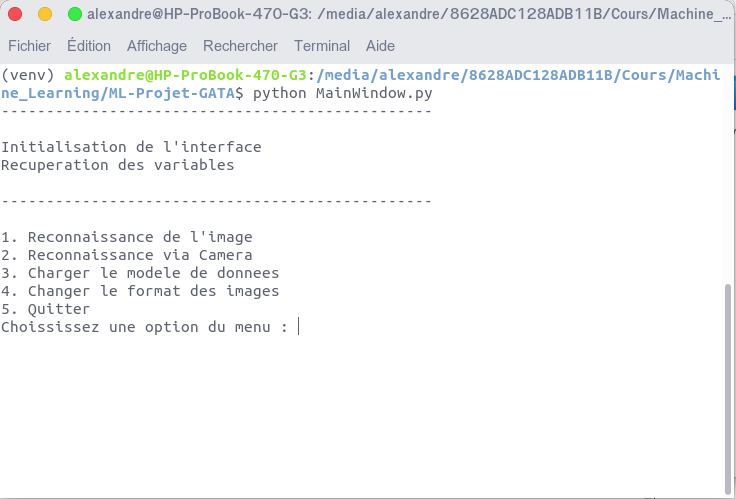 alexandre@HP-ProBook-470-G3: /media/alexandre/8628ADC128ADB11B/Cours/Machine_...
Fichier Édition Affichage Rechercher Terminal Aide
(venv) alexandre@HP-ProBook-470-G3:/media/alexandre/8628ADC128ADB11B/Cours/Machi
ne_Learning/ML-Projet-GATA$ python MainWindow.py
------------------------------------------------
Initialisation de l'interface
Recuperation des variables
------------------------------------------------
1. Reconnaissance de l'image
2. Reconnaissance via Camera
3. Charger le modele de donnees
4. Changer le format des images
5. Quitter
Choississez une option du menu :